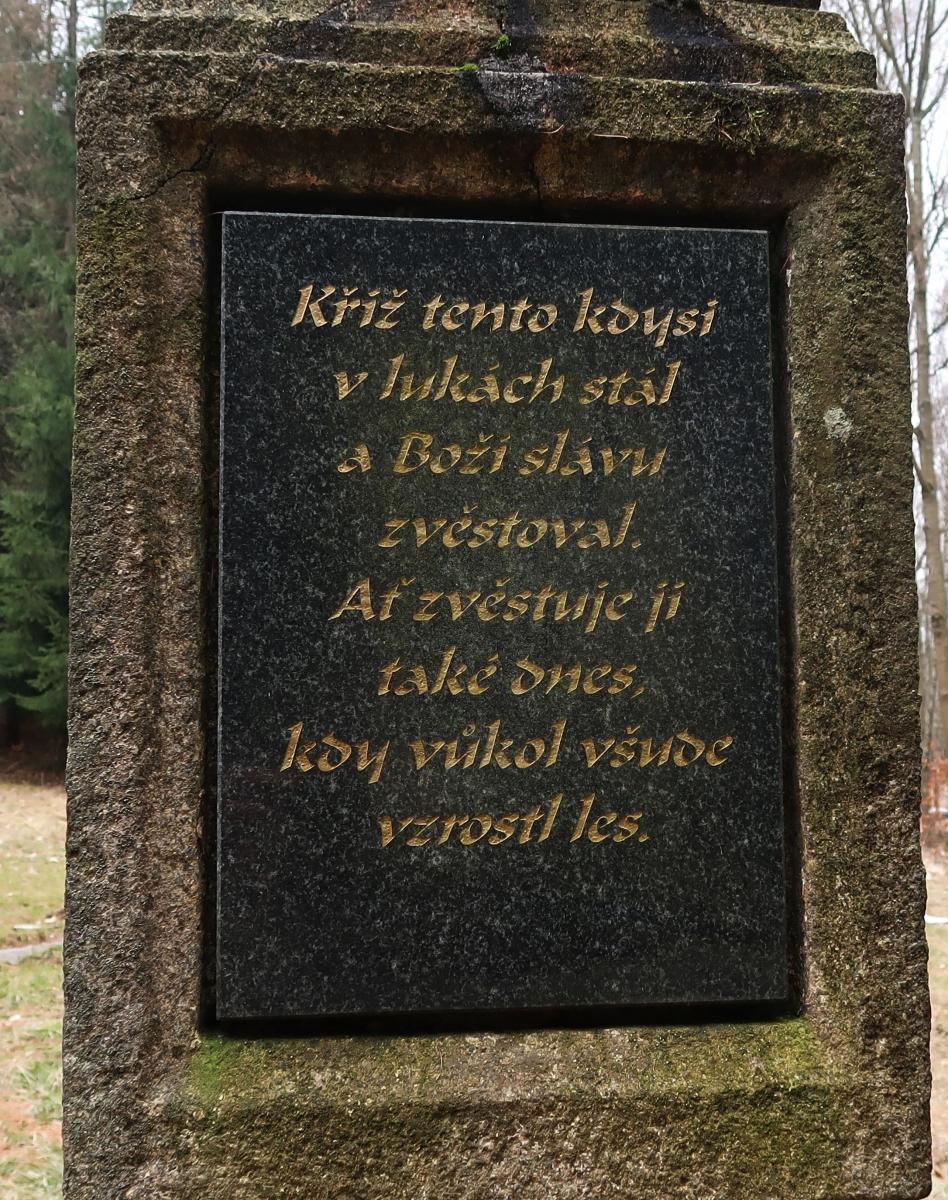 Kříž tento kdysi
v lukách stál
a Boží slávu
zvěstoval.
Ať zvěstuje ji
také dnes,
kdy vůkol všude
vzrostl les.